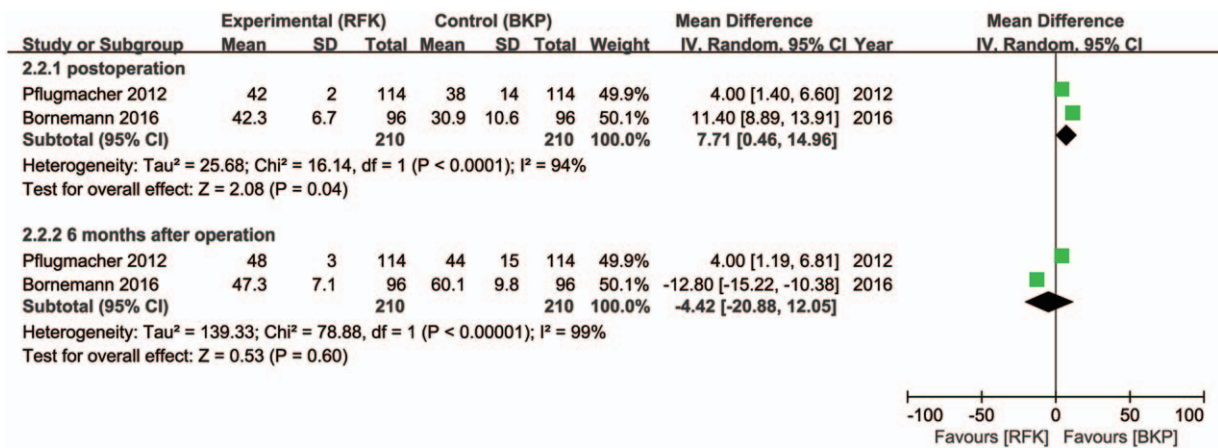 Experimental (RFK) Control (BKP) Mean Difference Mean Difference
Study or Subgroup Mean SD Total Mean SD Total Weight IV, Random, 95% CI Year IV, Random, 95% CI
2.2.1 postoperation
Pflugmacher 2012 42 2 114 38 14 114 49.9% 4.00 [1.40, 6.60] 2012
Bornemann 2016 42.3 6.7 96 30.9 10.6 96 50.1% 11.40 [8.89, 13.91] 2016
Subtotal (95% CI) 210 210 100.0% 7.71 [0.46, 14.96]
Heterogeneity: Tau² = 25.68; Chi² = 16.14, df = 1 (P < 0.0001); I² = 94%
Test for overall effect: Z = 2.08 (P = 0.04)
2.2.2 6 months after operation
Pflugmacher 2012 48 3 114 44 15 114 49.9% 4.00 [1.19, 6.81] 2012
Bornemann 2016 47.3 7.1 96 60.1 9.8 96 50.1% -12.80 [-15.22, -10.38] 2016
Subtotal (95% CI) 210 210 100.0% -4.42 [-20.88, 12.05]
Heterogeneity: Tau² = 139.33; Chi² = 78.88, df = 1 (P < 0.00001); I² = 99%
Test for overall effect: Z = 0.53 (P = 0.60)
-100 -50 0 50 100
Favours [RFK] Favours [BKP]